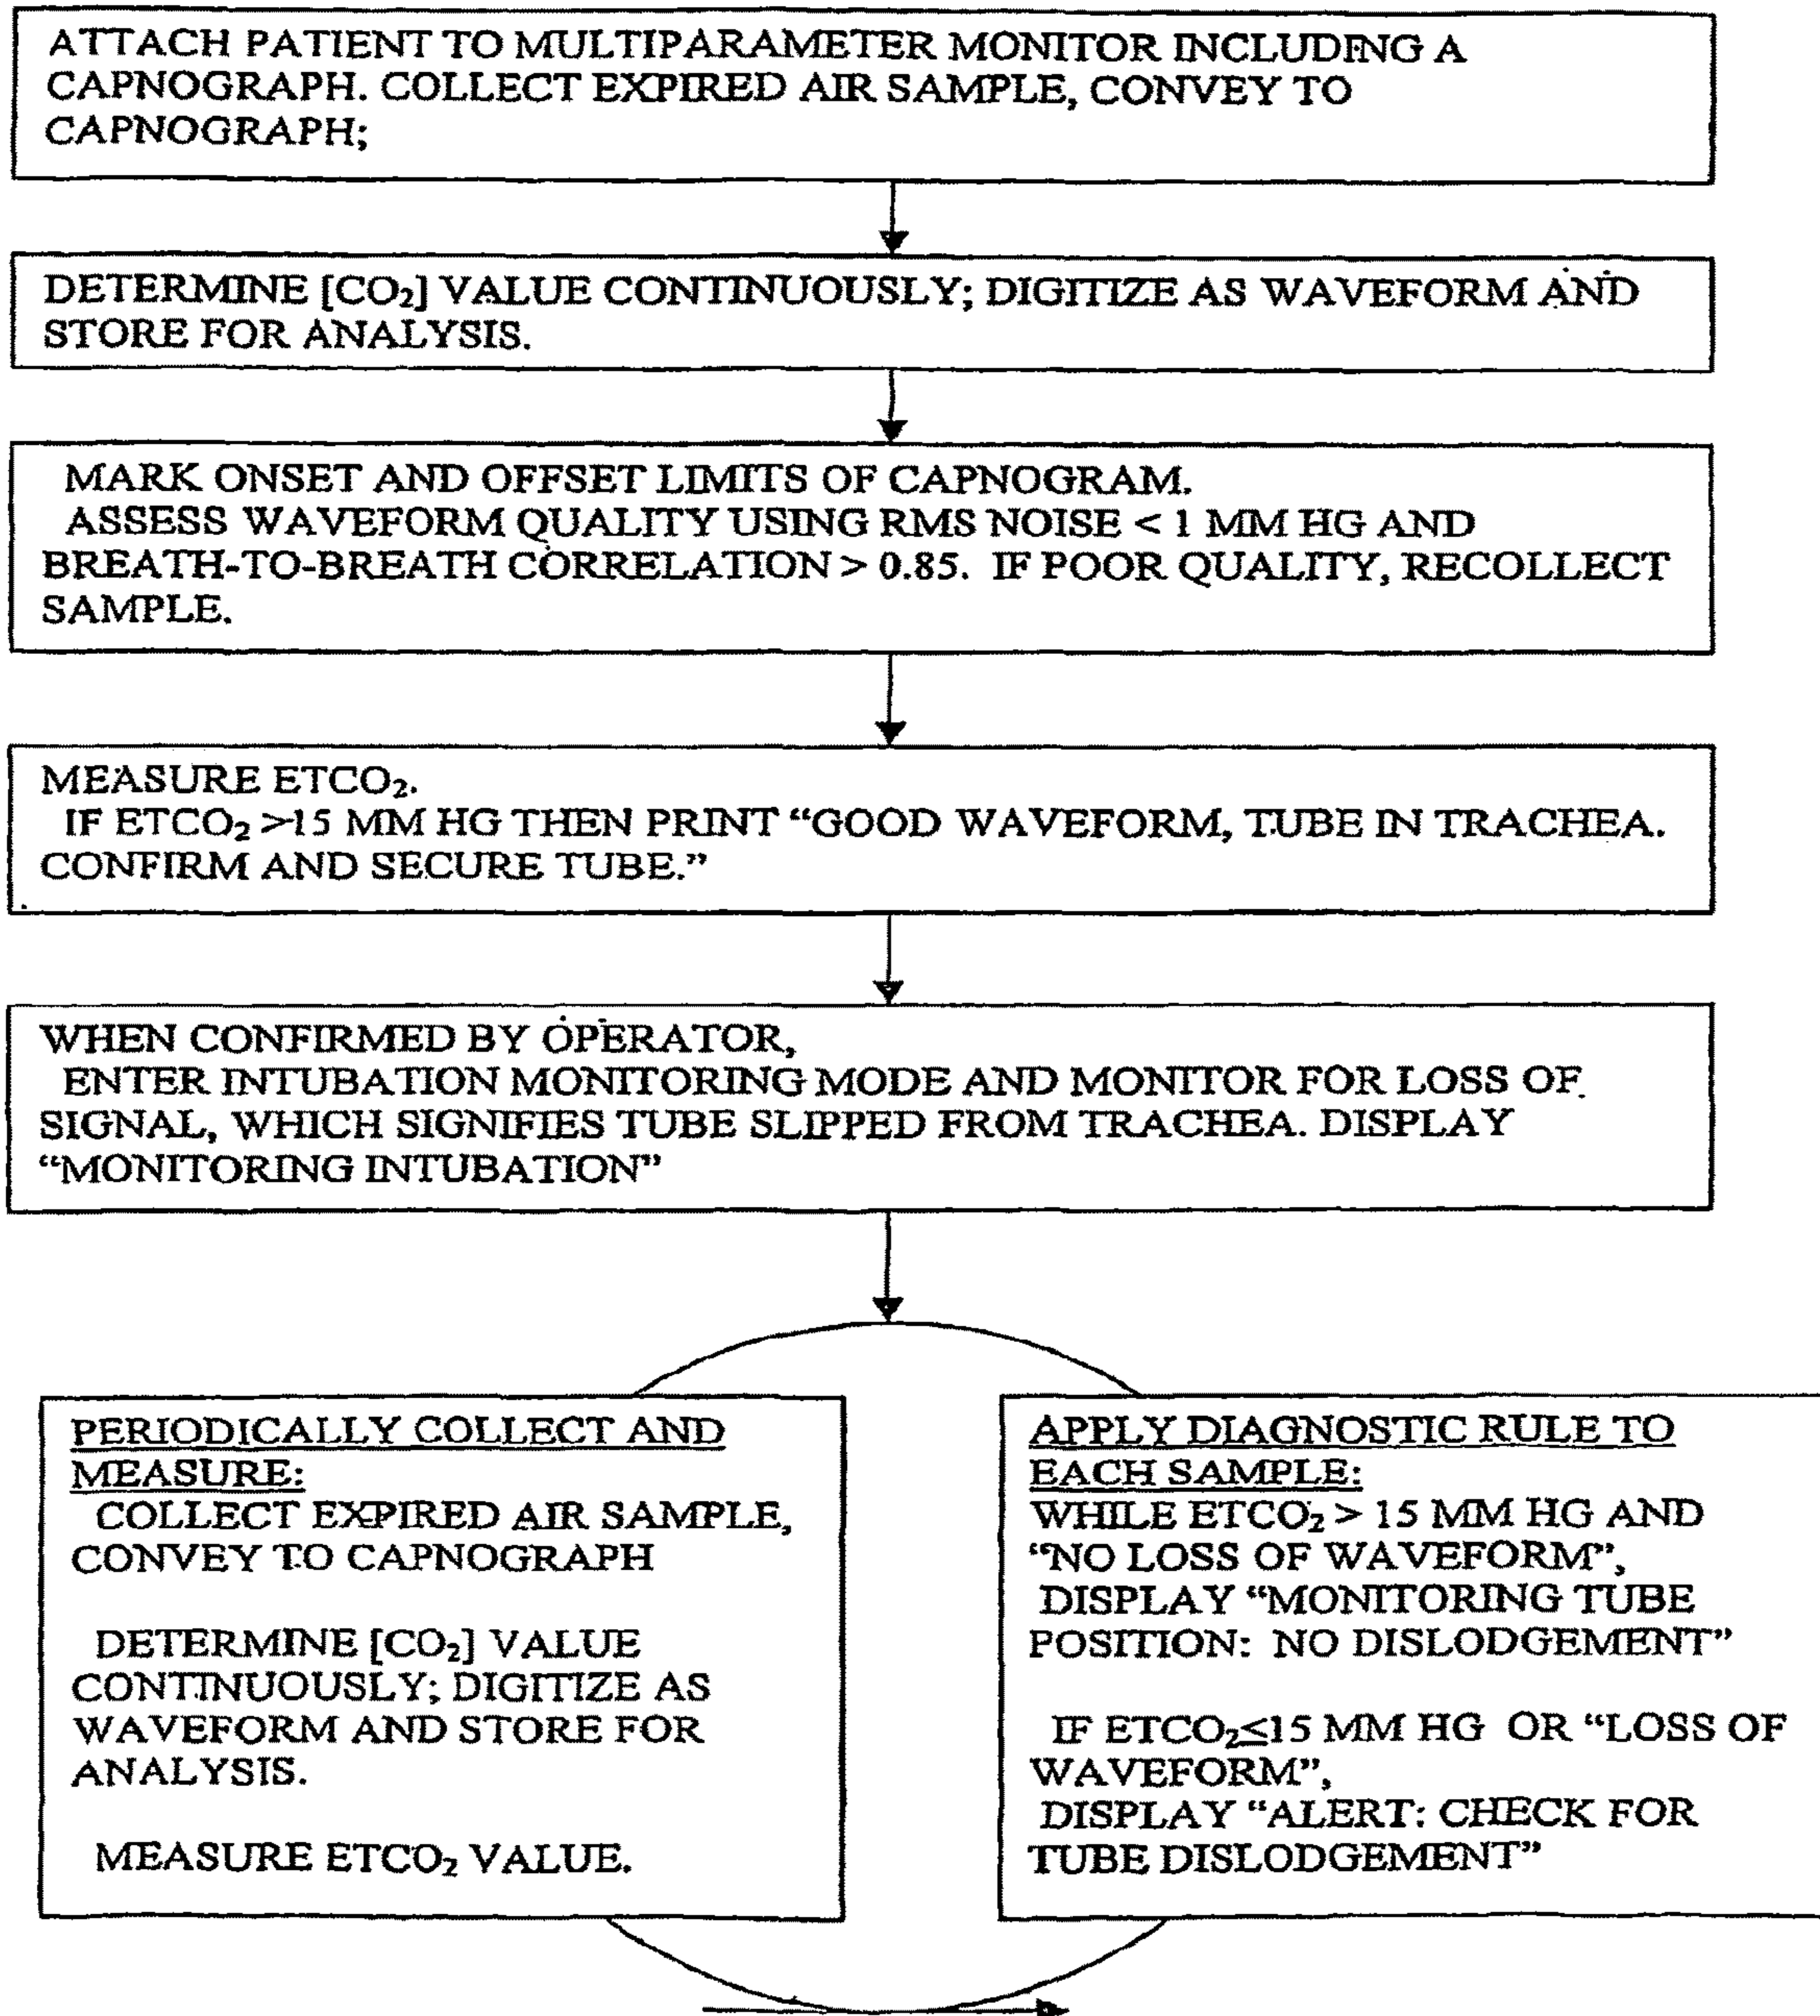 ATTACH PATIENT TO MULTIPARAMETER MONITOR INCLUDING A
CAPNOGRAPH. COLLECT EXPIRED AIR SAMPLE, CONVEY TO
CAPNOGRAPH;
DETERMINE [CO₂] VALUE CONTINUOUSLY; DIGITIZE AS WAVEFORM AND
STORE FOR ANALYSIS.
MARK ONSET AND OFFSET LIMITS OF CAPNOGRAM.
ASSESS WAVEFORM QUALITY USING RMS NOISE < 1 MM HG AND
BREATH-TO-BREATH CORRELATION > 0.85. IF POOR QUALITY, RECOLLECT
SAMPLE.
MEASURE ETCO₂.
IF ETCO₂ >15 MM HG THEN PRINT “GOOD WAVEFORM, TUBE IN TRACHEA.
CONFIRM AND SECURE TUBE.”
WHEN CONFIRMED BY OPERATOR,
ENTER INTUBATION MONITORING MODE AND MONITOR FOR LOSS OF
SIGNAL, WHICH SIGNIFIES TUBE SLIPPED FROM TRACHEA. DISPLAY
“MONITORING INTUBATION”
PERIODICALLY COLLECT AND
MEASURE:
COLLECT EXPIRED AIR SAMPLE,
CONVEY TO CAPNOGRAPH
DETERMINE [CO₂] VALUE
CONTINUOUSLY; DIGITIZE AS
WAVEFORM AND STORE FOR
ANALYSIS.
MEASURE ETCO₂ VALUE.
APPLY DIAGNOSTIC RULE TO
EACH SAMPLE:
WHILE ETCO₂ > 15 MM HG AND
“NO LOSS OF WAVEFORM”,
DISPLAY “MONITORING TUBE
POSITION: NO DISLODGEMENT”
IF ETCO₂≤15 MM HG OR “LOSS OF
WAVEFORM”,
DISPLAY “ALERT: CHECK FOR
TUBE DISLODGEMENT”